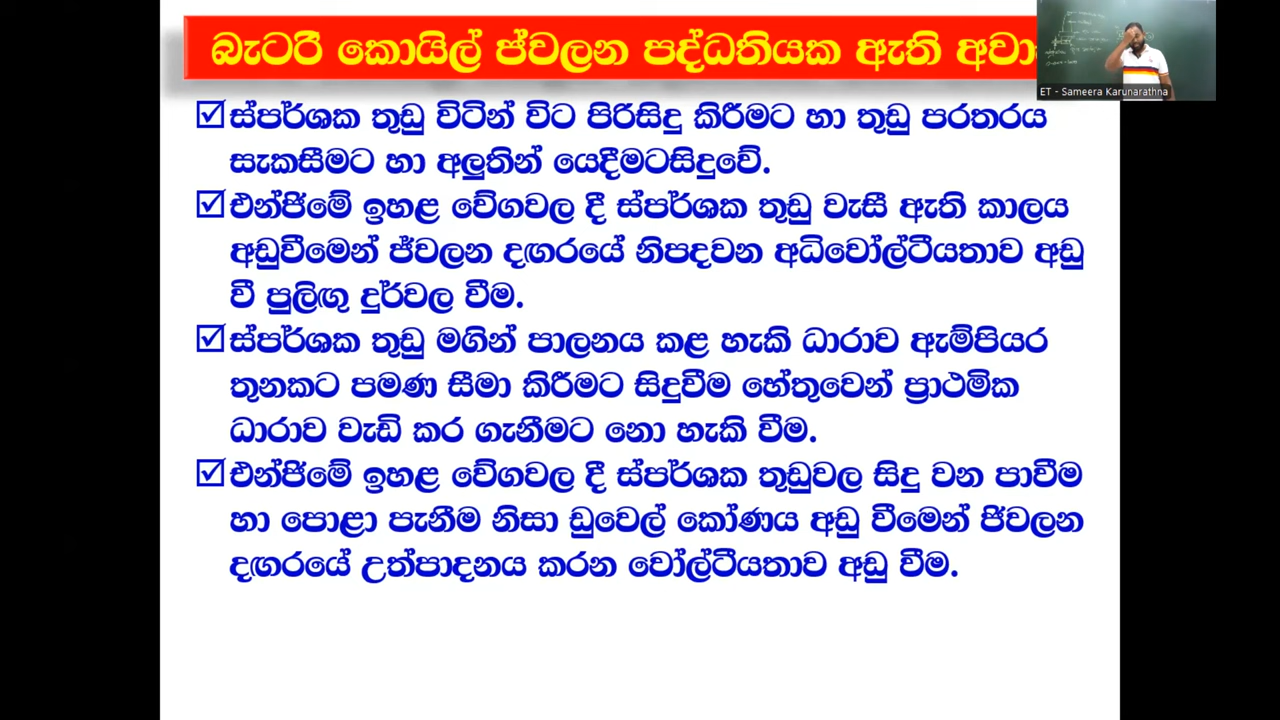 බැටරී කොයිල් ප්වලන පද්ධතියක ඇති
ET - Sameera Karunarathna
ස්පර්ශක තුඩු විටින් විට පිරිසිදු කිරීමට හා තුඩු පරතරය
සැකසීමට හා අලුතින් යෙදීමටසිදුවේ.
එන්ජිමේ ඉහළ වේගවල දී ස්පර්ශක තුඩු වැසී ඇති කාලය
අඩුවීමෙන් ජ්වලන දඟරයේ නිපදවන අධිවෝල්ටීයතාව අඩු
වී පුලිඟු දුර්වල වීම.
ස්පර්ශක තුඩු මගින් පාලනය කළ හැකි ධාරාව ඇම්පියර
තුනකට පමණ සීමා කිරීමට සිදුවීම හේතුවෙන් ප්‍රාථමික
ධාරාව වැඩි කර ගැනීමට නො හැකි වීම.
එන්ජිමේ ඉහළ වේගවල දී ස්පර්ශක තුඩුවල සිදු වන පාවීම
හා පොළා පැනීම නිසා ඩුවෙල් කෝණය අඩු වීමෙන් ජිවලන
දඟරයේ උත්පාදනය කරන වෝල්ටීයතාව අඩු වීම.